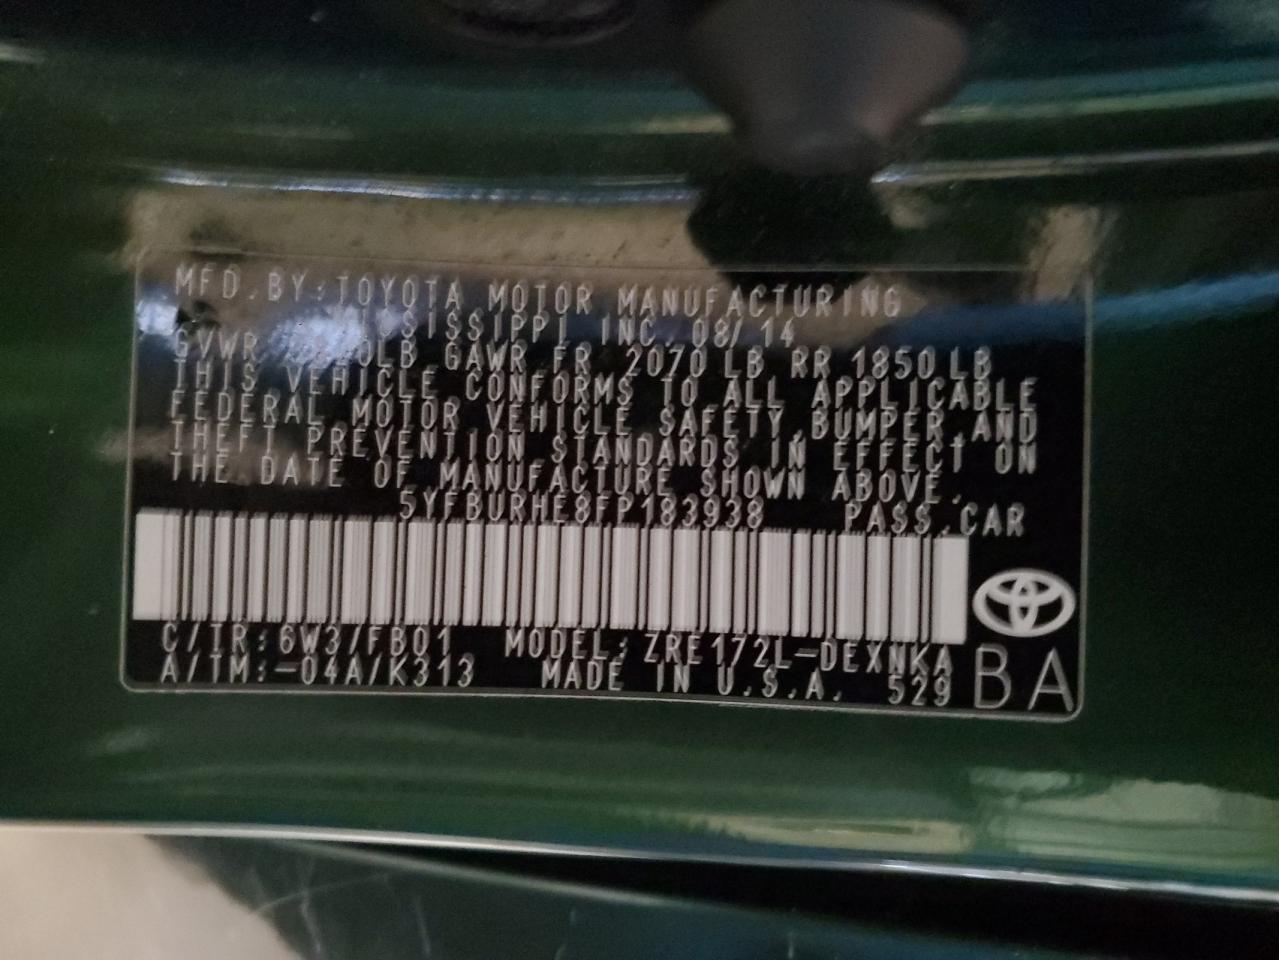 MFD.BY:TOYOTA MOTOR MANUFACTURING
MISSISSIPPI, INC. 08/14
GVWR LB GAWR FR 2070 LB RR 1850 LB
THIS VEHICLE CONFORMS TO ALL APPLICABLE
FEDERAL MOTOR VEHICLE SAFETY, BUMPER AND
THEFT PREVENTION STANDARDS IN EFFECT ON
THE DATE OF MANUFACTURE SHOWN ABOVE.
5YFBURHE8FP183938 PASS.CAR
C/TR:6W3/FB01 MODEL:ZRE172L-DEXNKA
A/TM:-04A/K313 MADE IN U.S.A. 529
BA